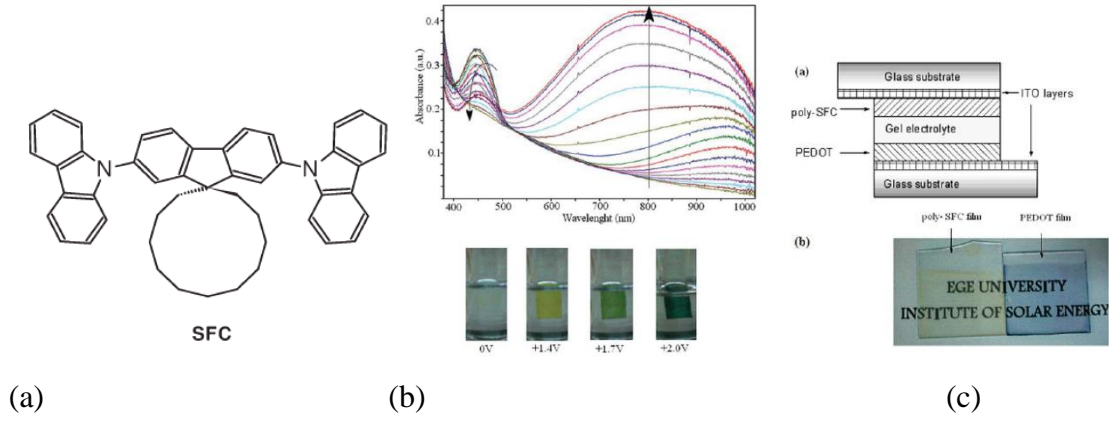 N
N
SFC
Absorbance (a.u.)
0.4
0.3
0.2
0.1
400
500
600
700
800
900
1000
Wavelenght (nm)
0V
+1.4V
+1.7V
+2.0V
(a)
Glass substrate
ITO layers
poly-SFC
Gel electrolyte
PEDOT
Glass substrate
poly- SFC film
PEDOT film
(b)
EGE UNIVERSITY
INSTITUTE OF SOLAR ENERGY
(a)
(b)
(c)